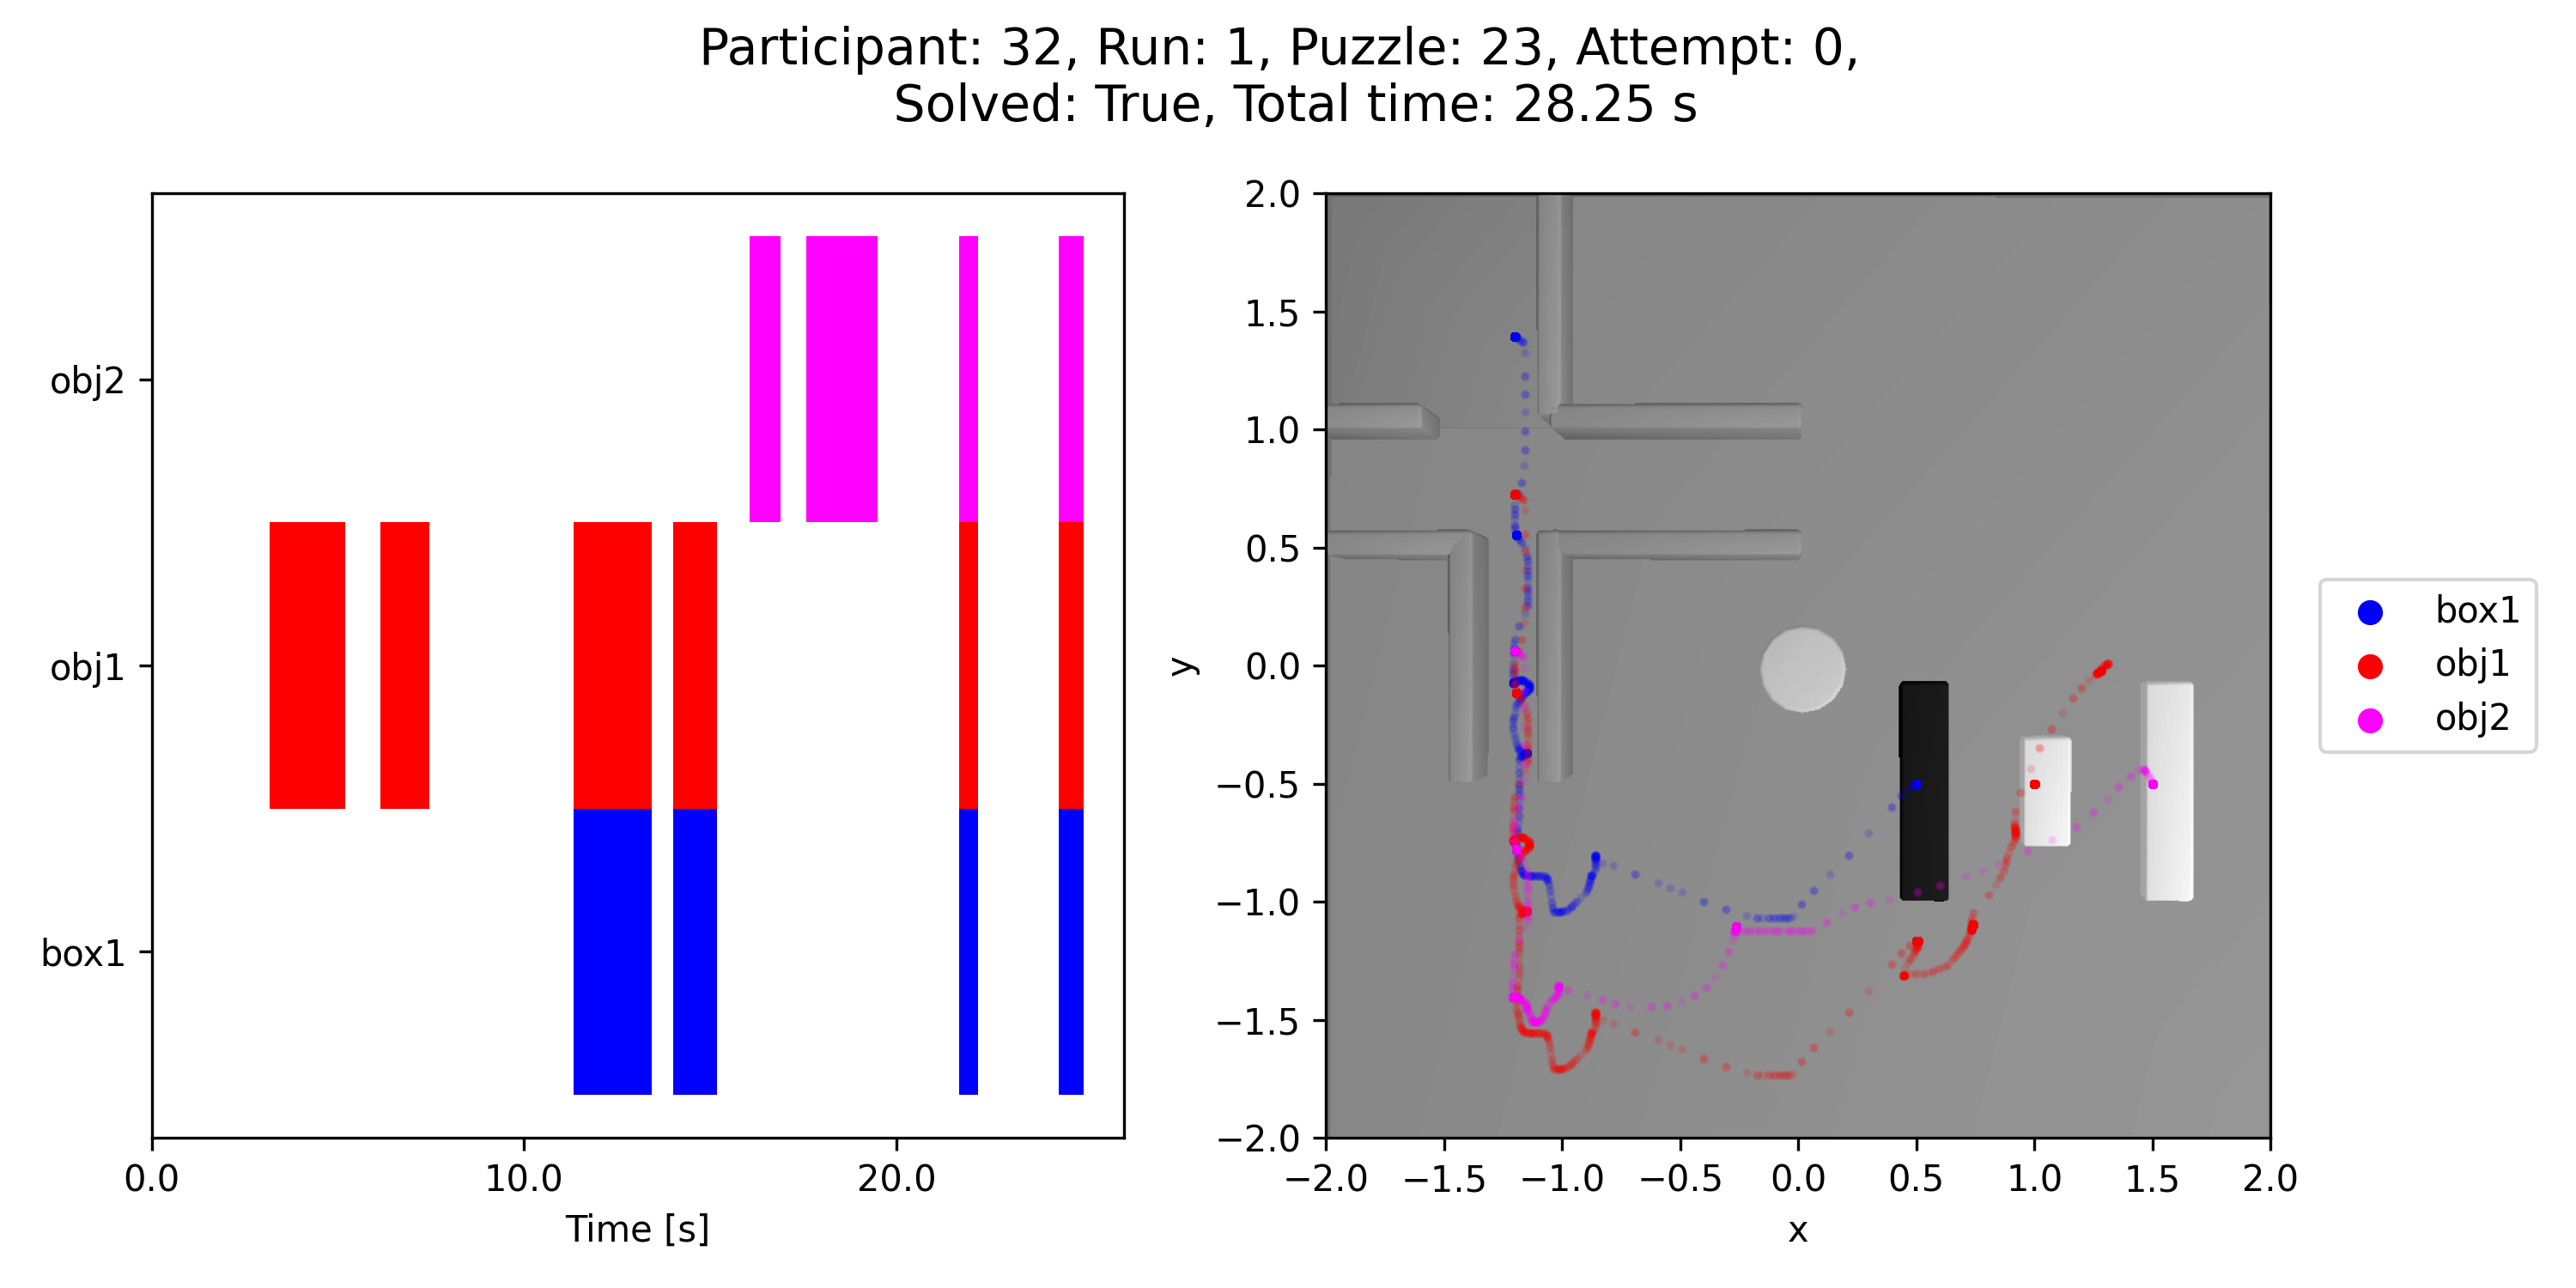 Participant: 32, Run: 1, Puzzle: 23, Attempt: 0,
Solved: True, Total time: 28.25 s
obj2
obj1
box1
0.0 10.0 20.0
Time [s]
2.0
1.5
1.0
0.5
0.0
−0.5
−1.0
−1.5
−2.0
y
−2.0 −1.5 −1.0 −0.5 0.0 0.5 1.0 1.5 2.0
x
box1
obj1
obj2